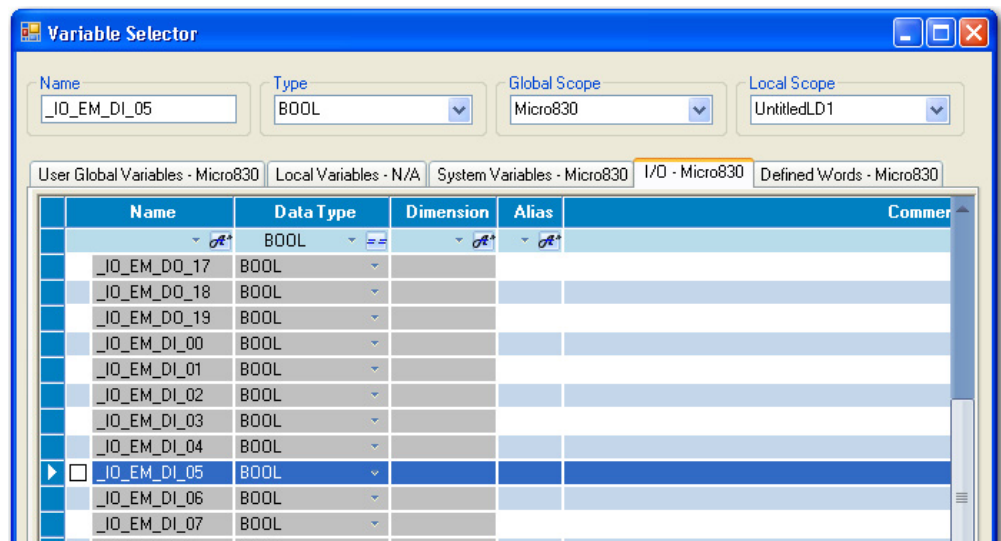 Variable Selector
Name Type Global Scope Local Scope
_IO_EM_DI_05 BOOL Micro830 UntitledLD1
User Global Variables - Micro830 Local Variables - N/A System Variables - Micro830 I/O - Micro830 Defined Words - Micro830
Name Data Type Dimension Alias Commer
BOOL ==
_IO_EM_DO_17 BOOL
_IO_EM_DO_18 BOOL
_IO_EM_DO_19 BOOL
_IO_EM_DI_00 BOOL
_IO_EM_DI_01 BOOL
_IO_EM_DI_02 BOOL
_IO_EM_DI_03 BOOL
_IO_EM_DI_04 BOOL
_IO_EM_DI_05 BOOL
_IO_EM_DI_06 BOOL
_IO_EM_DI_07 BOOL